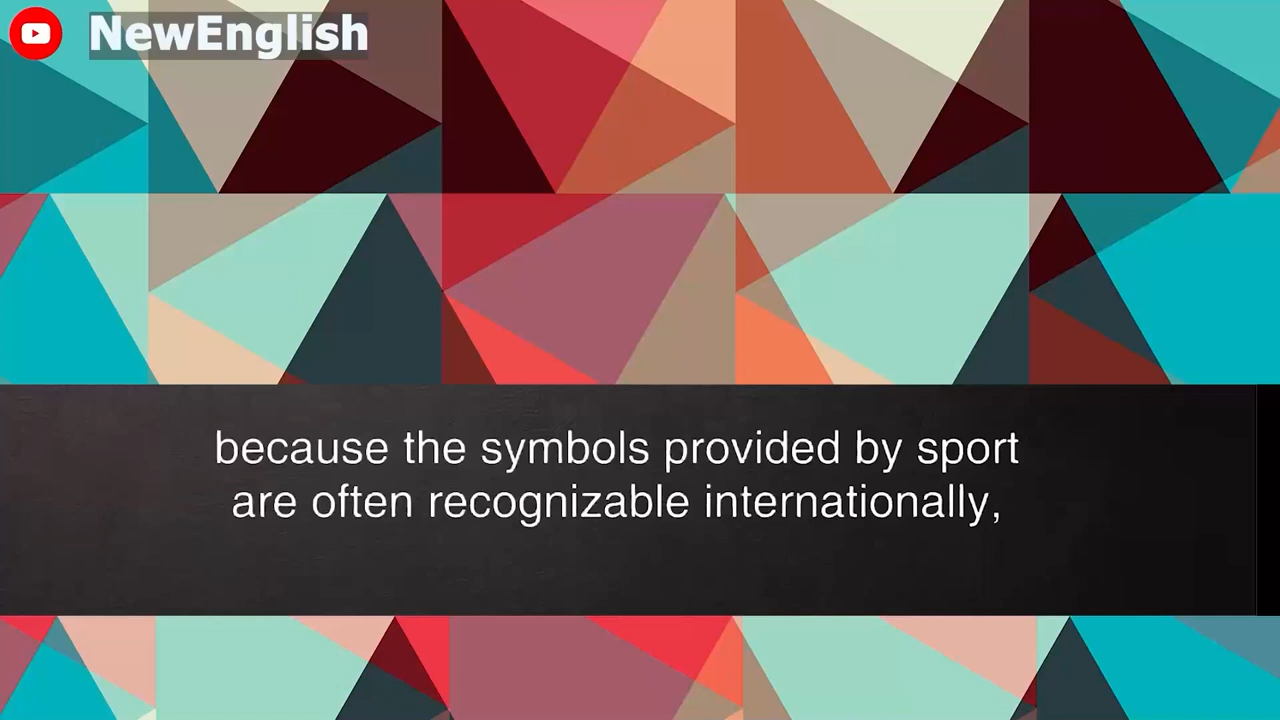 NewEnglish
because the symbols provided by sport
are often recognizable internationally,